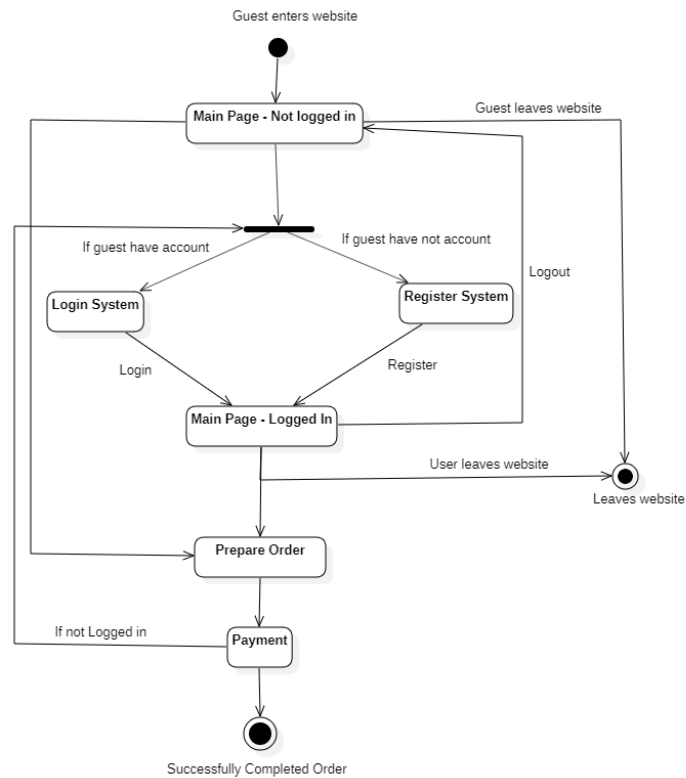 Guest enters website
Main Page - Not logged in
Guest leaves website
If guest have account
If guest have not account
Login System
Register System
Logout
Login
Register
Main Page - Logged In
User leaves website
Leaves website
Prepare Order
If not Logged in
Payment
Successfully Completed Order